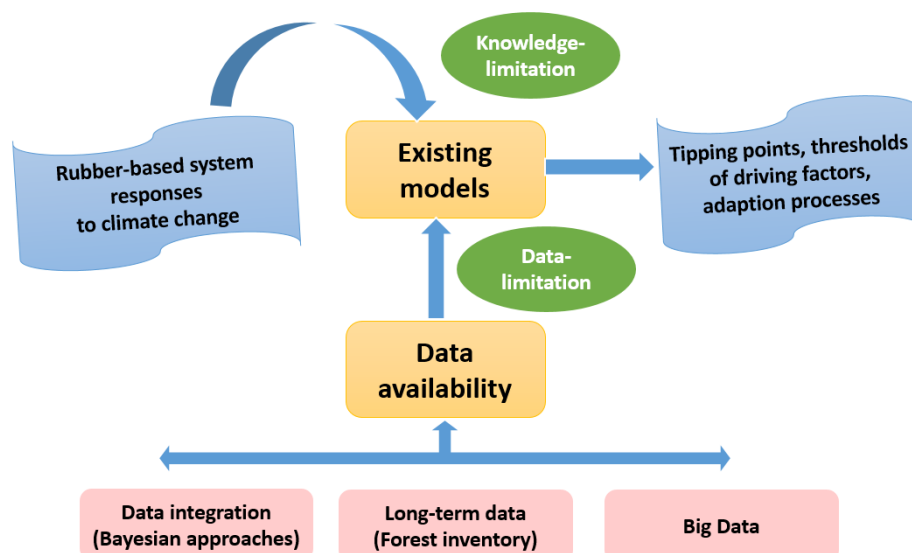 Knowledge-
limitation
Rubber-based system
responses
to climate change
Existing
models
Tipping points, thresholds
of driving factors,
adaption processes
Data-
limitation
Data
availability
Data integration
(Bayesian approaches)
Long-term data
(Forest inventory)
Big Data